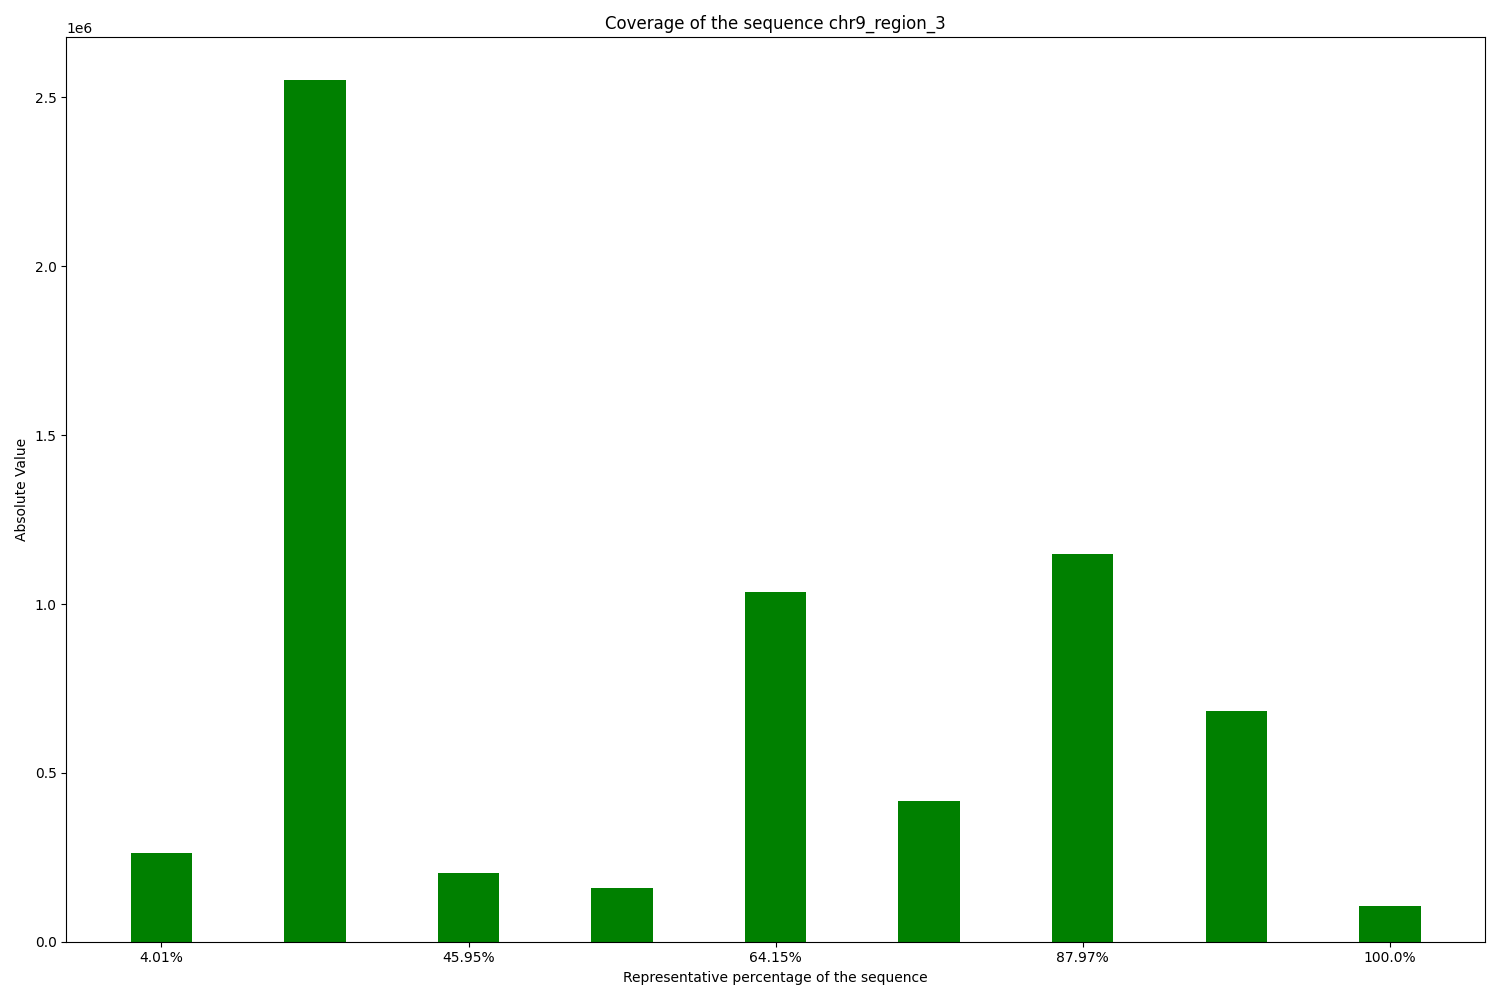 Coverage of the sequence chr9_region_3
1e6
2.5
2.0
1.5
1.0
0.5
0.0
Absolute Value
4.01% 45.95% 64.15% 87.97% 100.0%
Representative percentage of the sequence